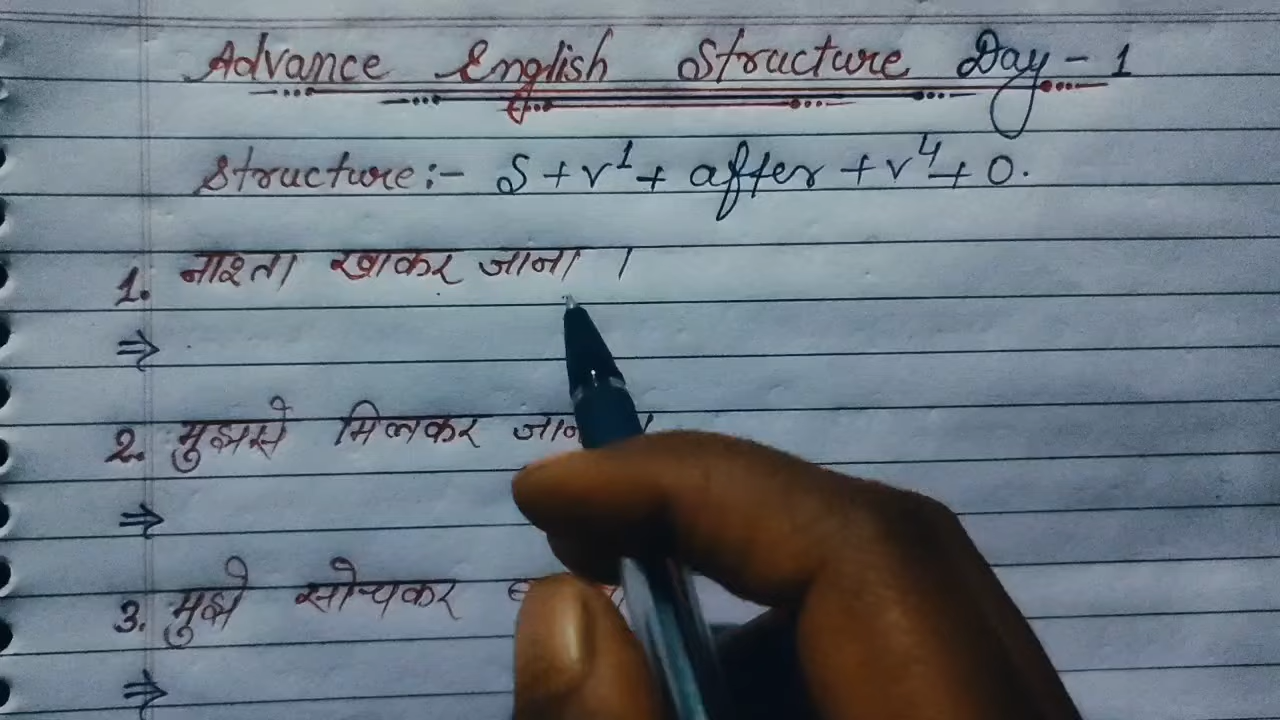 Advance English Structure Day - 1
Structure :- S + v¹ + after + v⁴ + O.
1. नाश्ता खाकर जाना ।
⇒
2. मुझसे मिलकर
⇒
3. मुझे सोचकर
⇒